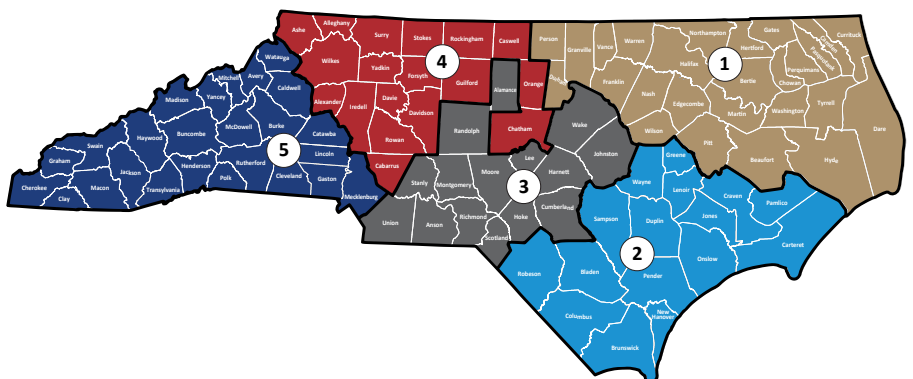 Ashe
Alleghany
Surry
Stokes
Rockingham
Caswell
Wilkes
Yadkin
Forsyth
Guilford
Alamance
Orange
Alexander
Iredell
Davie
Davidson
Rowan
Randolph
Chatham
Cabarrus
4
Person
Granville
Vance
Warren
Northampton
Gates
Currituck
Camden
Pasquotank
Perquimans
Chowan
Hertford
Halifax
Bertie
Durham
Franklin
Nash
Edgecombe
Martin
Washington
Tyrrell
Dare
Wilson
Pitt
Beaufort
Hyde
1
Watauga
Avery
Mitchell
Caldwell
Yancey
Madison
Burke
McDowell
Catawba
Buncombe
Haywood
Swain
Lincoln
Rutherford
Cleveland
Gaston
Henderson
Polk
Graham
Jackson
Transylvania
Cherokee
Macon
Clay
Mecklenburg
5
Wake
Johnston
Lee
Harnett
Moore
Montgomery
Stanly
Cumberland
Hoke
Richmond
Scotland
Anson
Union
3
Greene
Wayne
Lenoir
Craven
Pamlico
Jones
Carteret
Sampson
Duplin
Onslow
Pender
Robeson
Bladen
Columbus
New
Hanover
Brunswick
2